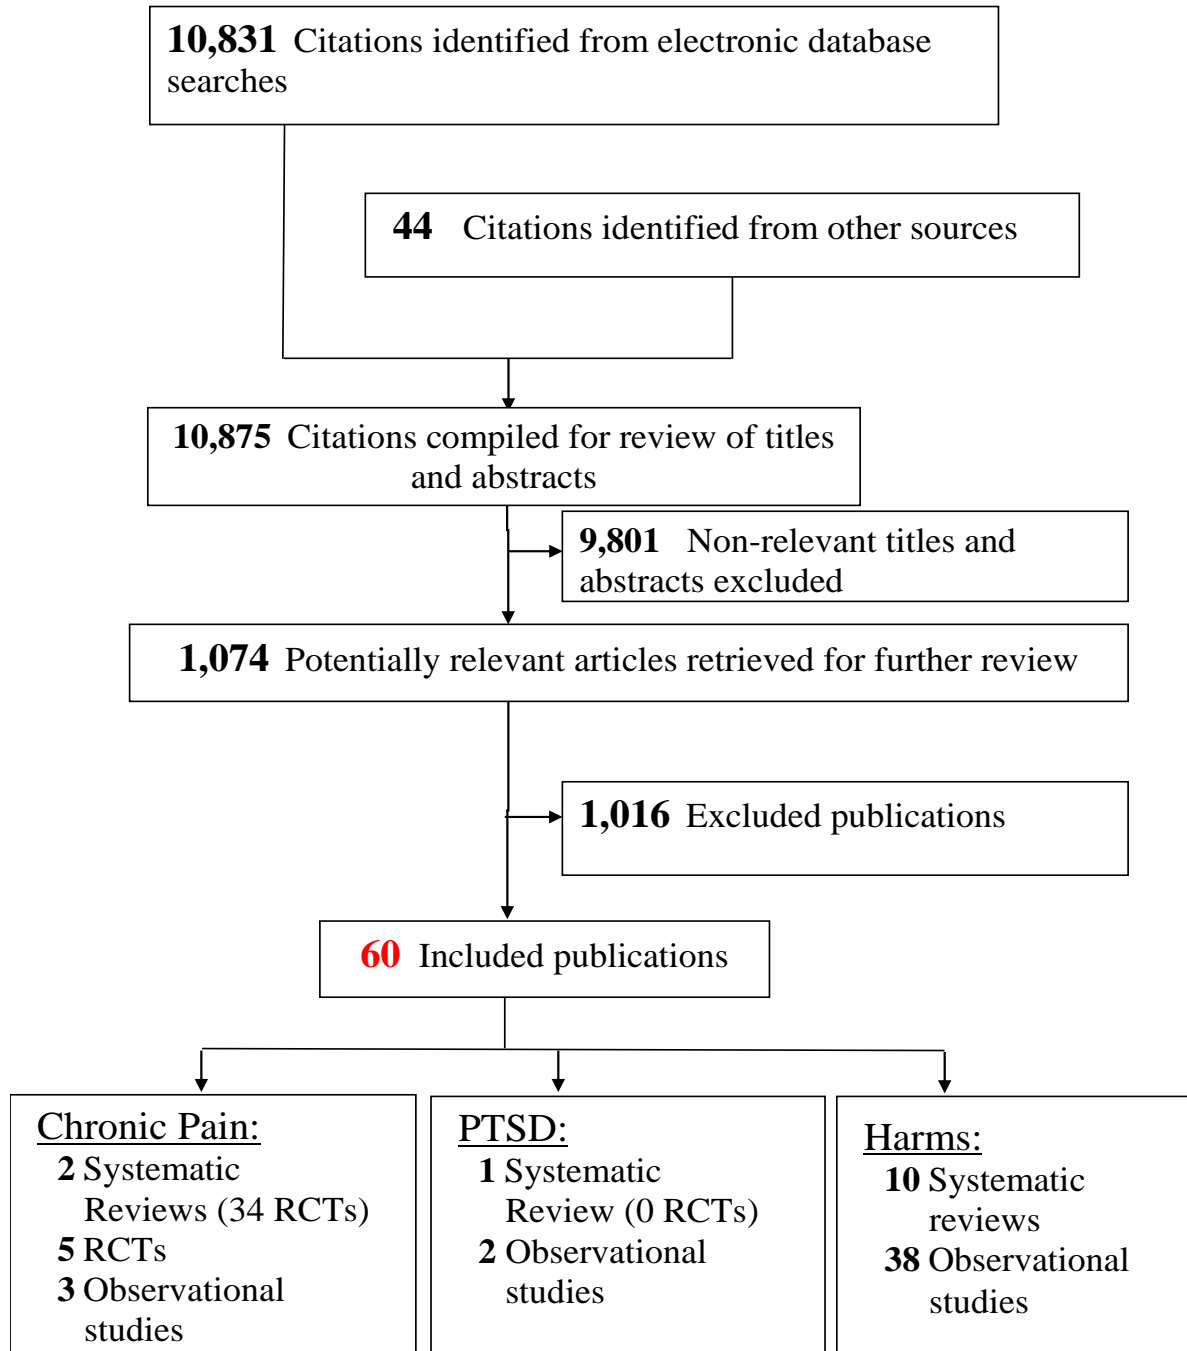 10,831 Citations identified from electronic database
searches
44 Citations identified from other sources
10,875 Citations compiled for review of titles
and abstracts
9,801 Non-relevant titles and
abstracts excluded
1,074 Potentially relevant articles retrieved for further review
1,016 Excluded publications
60 Included publications
Chronic Pain:
2 Systematic
Reviews (34 RCTs)
5 RCTs
3 Observational
studies
PTSD:
1 Systematic
Review (0 RCTs)
2 Observational
studies
Harms:
10 Systematic
reviews
38 Observational
studies